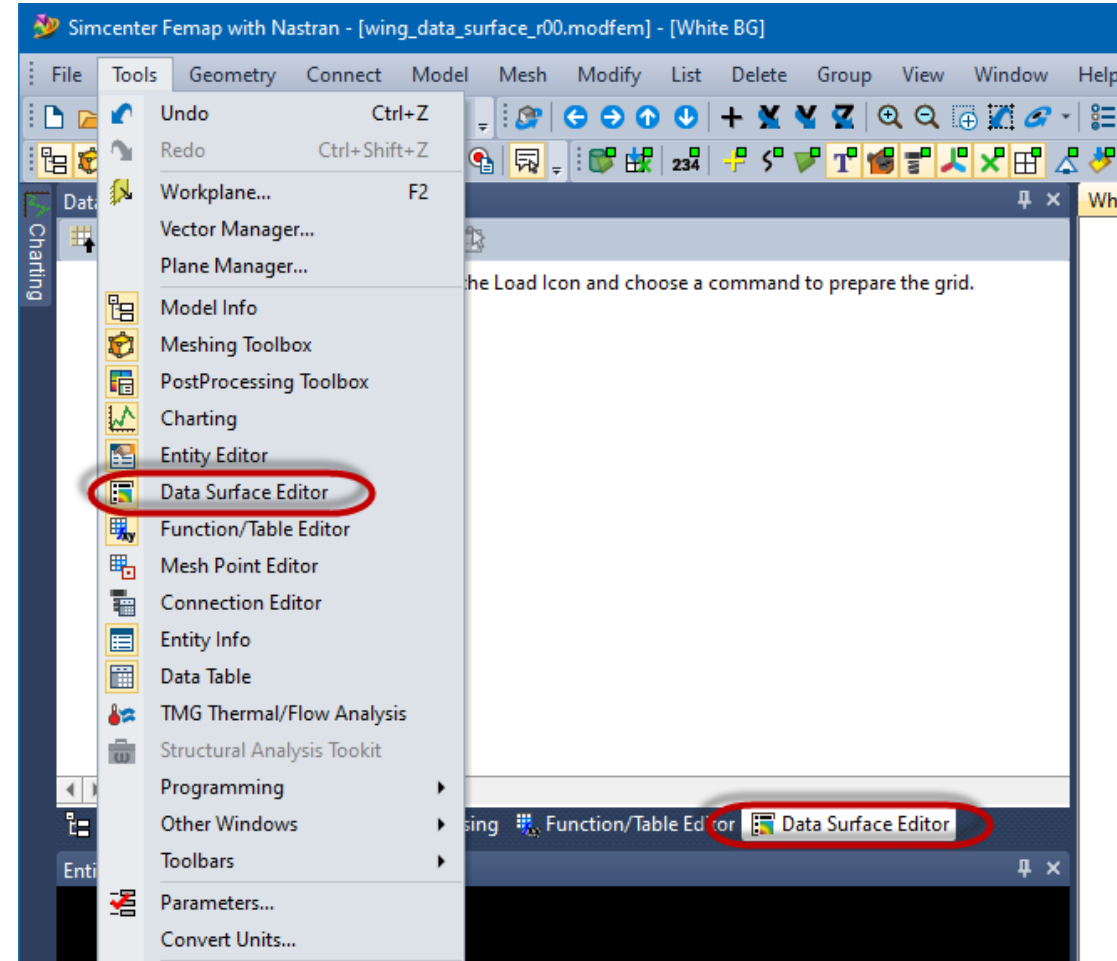 Simcenter Femap with Nastran - [wing_data_surface_r00.modfem] - [White BG]
File Tools Geometry Connect Model Mesh Modify List Delete Group View Window Help
Undo Ctrl+Z
234
Redo Ctrl+Shift+Z
Workplane... F2
Charting
Vector Manager...
Plane Manager...
the Load Icon and choose a command to prepare the grid.
Model Info
Meshing Toolbox
PostProcessing Toolbox
Charting
Entity Editor
Data Surface Editor
Function/Table Editor
Mesh Point Editor
Connection Editor
Entity Info
Data Table
TMG Thermal/Flow Analysis
Structural Analysis Tookit
Programming
Other Windows
Function/Table Editor
Data Surface Editor
Toolbars
Parameters...
Convert Units...